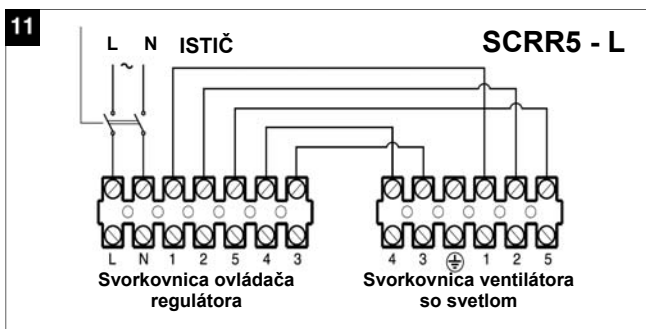 11
L N ISTIČ SCRR5 - L
~
L N 1 2 5 4 3 4 3 1 2 5
Svorkovnica ovládača Svorkovnica ventilátora
regulátora so svetlom